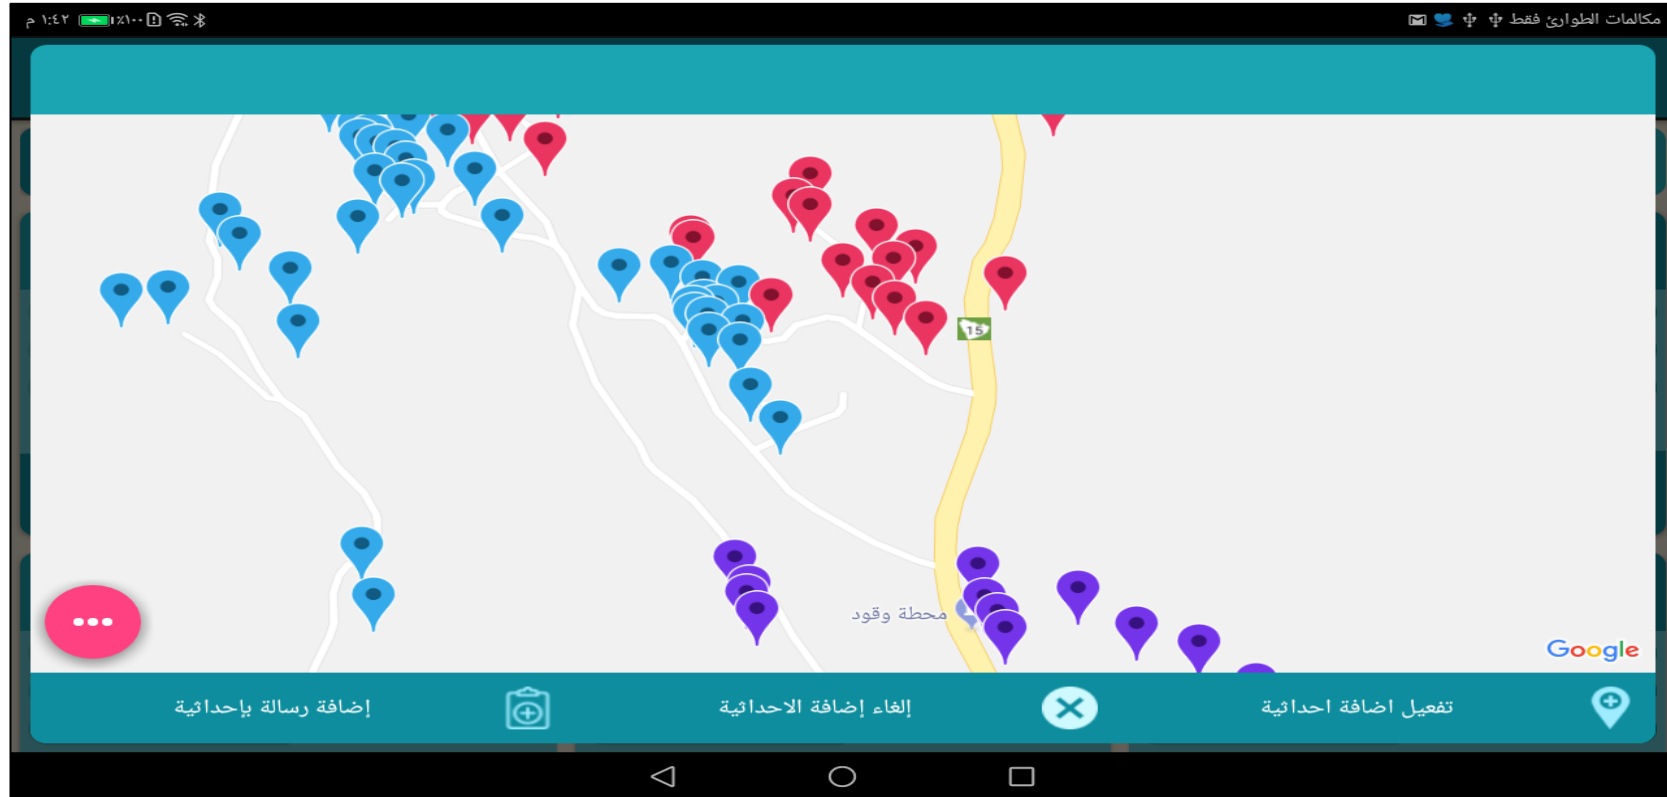 مكالمات الطوارئ فقط
١٠٠٪ ١:٤٢ م
15
محطة وقود
Google
تفعيل اضافة احداثية
إلغاء إضافة الاحداثية
إضافة رسالة بإحداثية